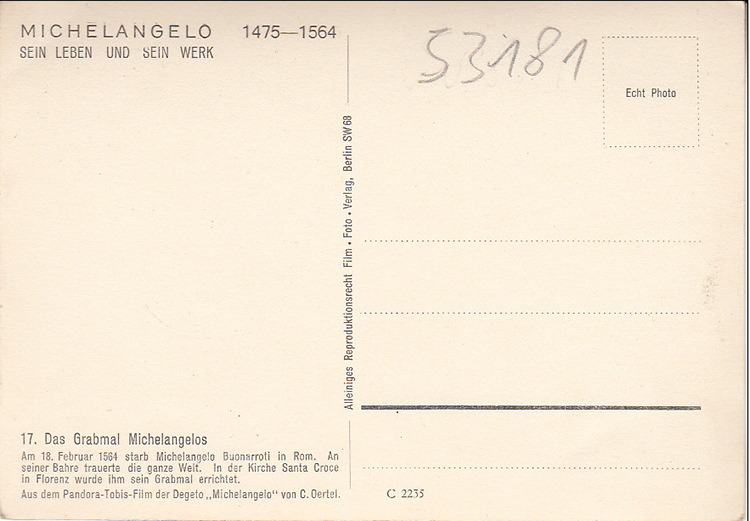 MICHELANGELO 1475—1564
SEIN LEBEN UND SEIN WERK
17. Das Grabmal Michelangelos
Am 18. Februar 1564 starb Michelangelo Buonarroti in Rom. An
seiner Bahre trauerte die ganze Welt. In der Kirche Santa Croce
in Florenz wurde ihm sein Grabmal errichtet.
Aus dem Pandora-Tobis-Film der Degeto „Michelangelo" von C. Oertel.
Alleiniges Reproduktionsrecht Film • Foto • Verlag, Berlin SW 68
53181
Echt Photo
C 2235